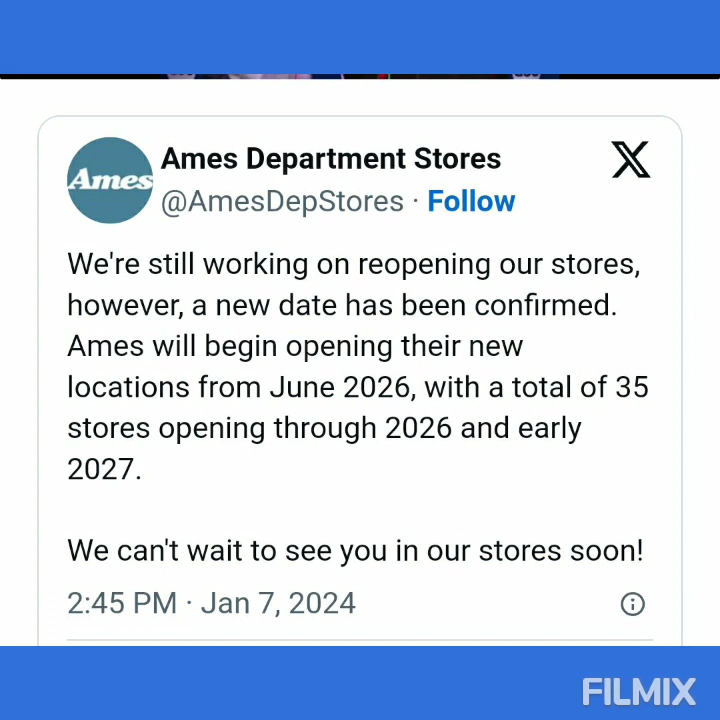 Ames
Ames Department Stores
@AmesDepStores · Follow
We're still working on reopening our stores,
however, a new date has been confirmed.
Ames will begin opening their new
locations from June 2026, with a total of 35
stores opening through 2026 and early
2027.
We can't wait to see you in our stores soon!
2:45 PM · Jan 7, 2024
FILMIX